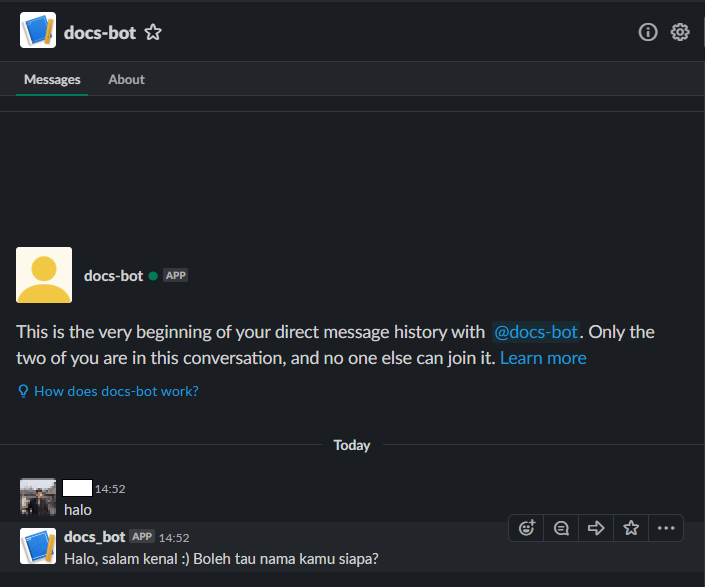 docs-bot
Messages About
docs-bot APP
This is the very beginning of your direct message history with @docs-bot. Only the
two of you are in this conversation, and no one else can join it. Learn more
How does docs-bot work?
Today
14:52
halo
docs_bot APP 14:52
Halo, salam kenal :) Boleh tau nama kamu siapa?